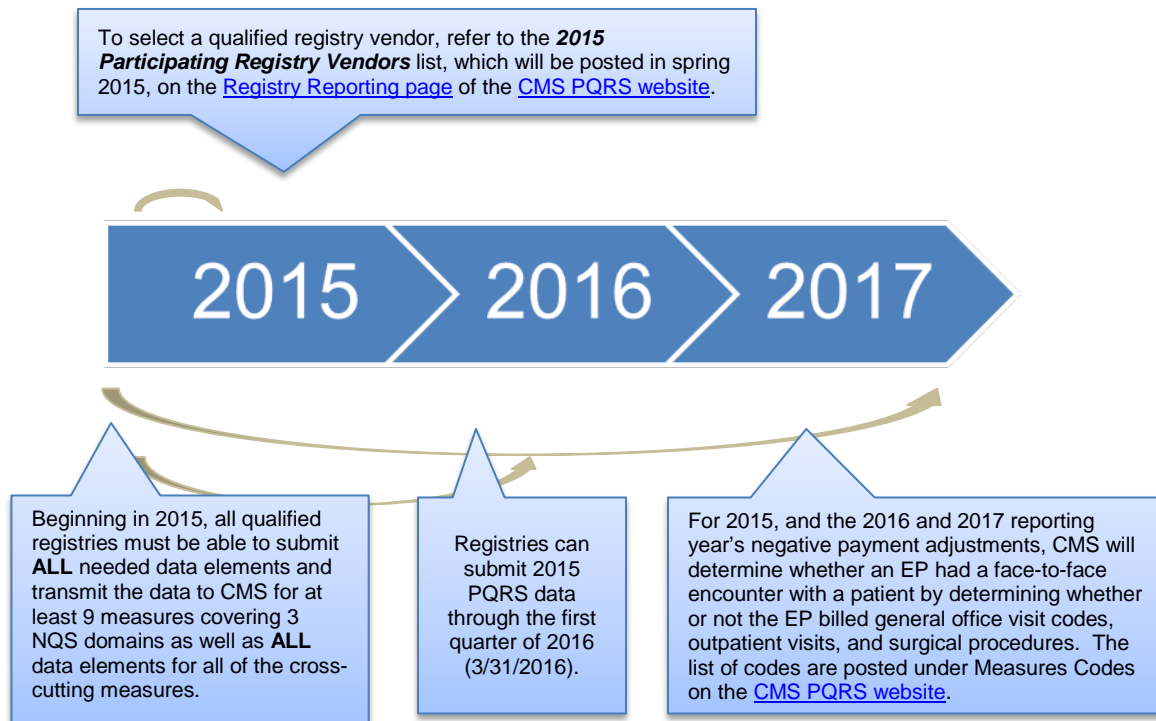 To select a qualified registry vendor, refer to the 2015
Participating Registry Vendors list, which will be posted in spring
2015, on the Registry Reporting page of the CMS PQRS website.
2015
2016
2017
Beginning in 2015, all qualified
registries must be able to submit
ALL needed data elements and
transmit the data to CMS for at
least 9 measures covering 3
NQS domains as well as ALL
data elements for all of the cross-
cutting measures.
Registries can
submit 2015
PQRS data
through the first
quarter of 2016
(3/31/2016).
For 2015, and the 2016 and 2017 reporting
year's negative payment adjustments, CMS will
determine whether an EP had a face-to-face
encounter with a patient by determining whether
or not the EP billed general office visit codes,
outpatient visits, and surgical procedures.  The
list of codes are posted under Measures Codes
on the CMS PQRS website.